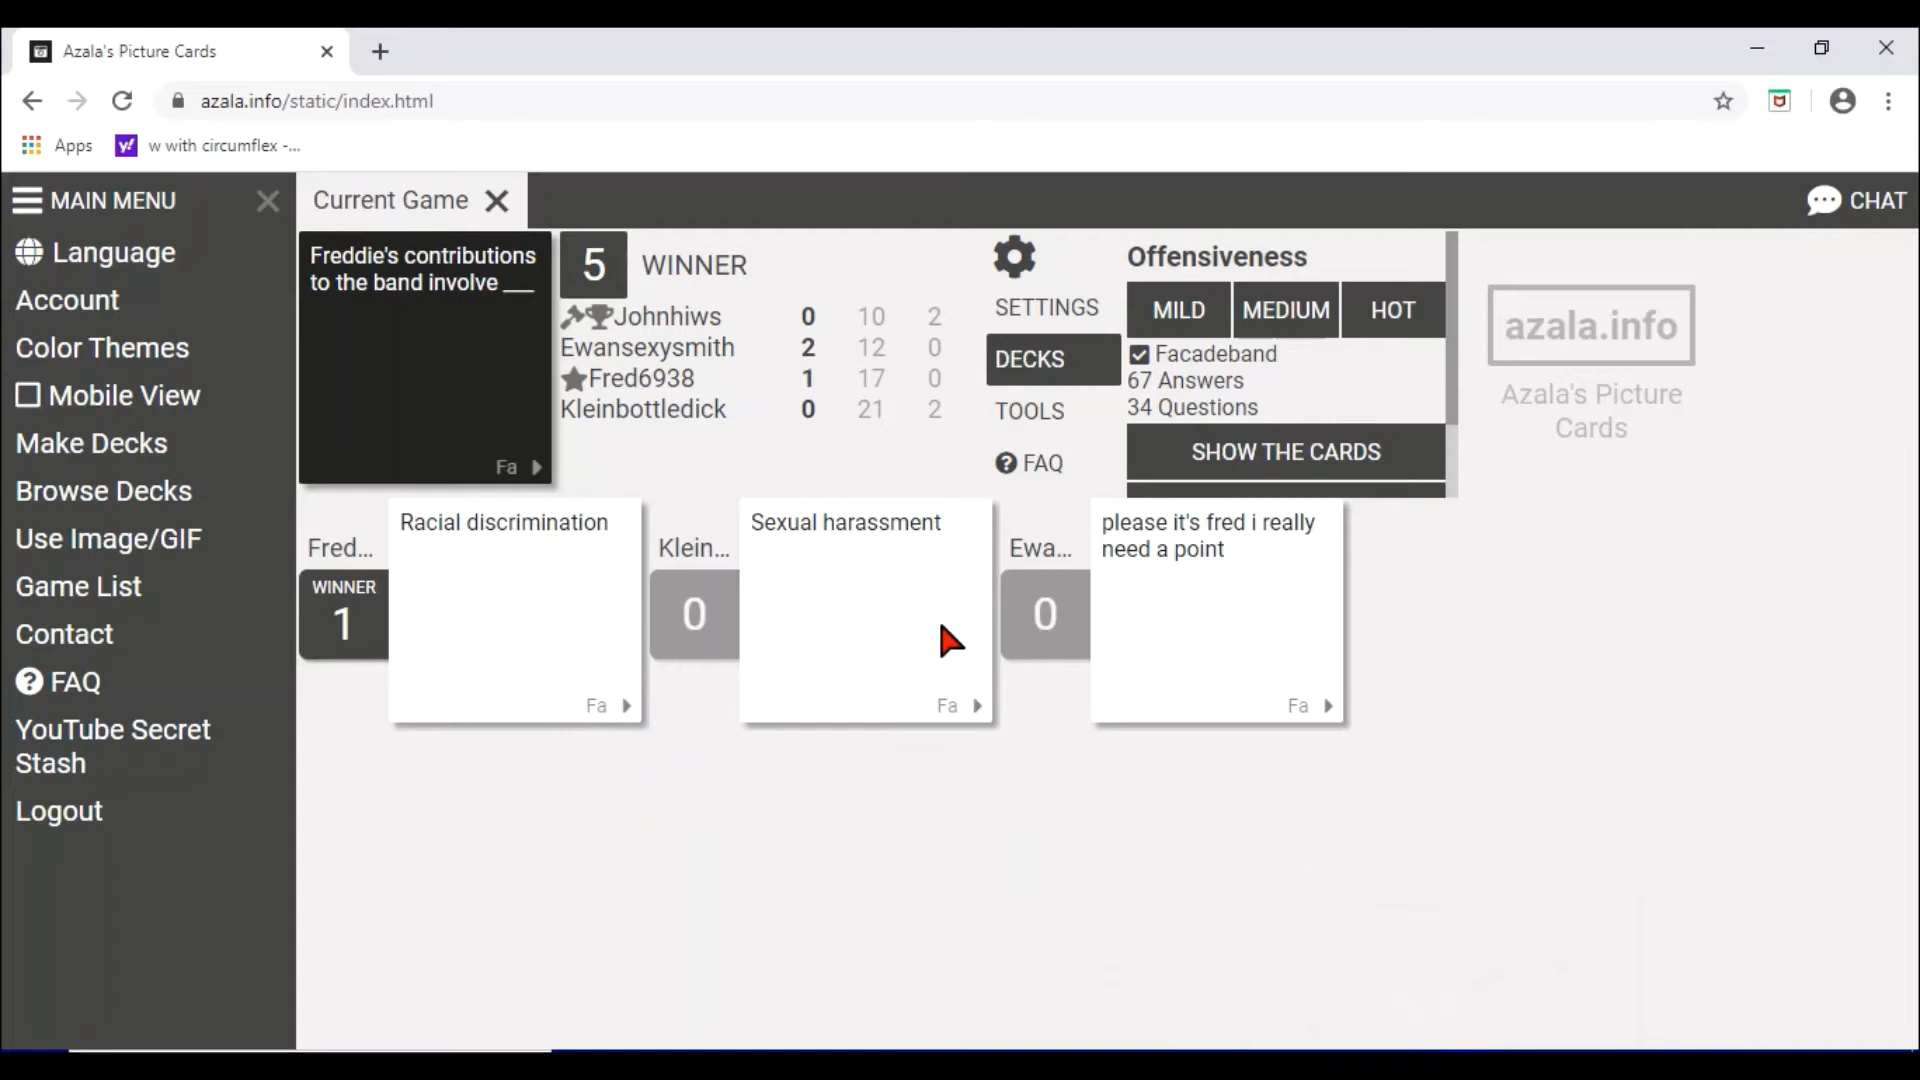 Azala's Picture Cards
azala.info/static/index.html
Apps
w with circumflex -...
MAIN MENU
Current Game
CHAT
Language
Account
Color Themes
Mobile View
Make Decks
Browse Decks
Use Image/GIF
Game List
Contact
FAQ
YouTube Secret
Stash
Logout
Freddie's contributions
to the band involve ___
Fa
5 WINNER
Johnhiws 0 10 2
Ewansexysmith 2 12 0
Fred6938 1 17 0
Kleinbottledick 0 21 2
SETTINGS
DECKS
TOOLS
FAQ
Offensiveness
MILD MEDIUM HOT
Facadeband
67 Answers
34 Questions
SHOW THE CARDS
azala.info
Azala's Picture
Cards
Fred...
WINNER
1
Racial discrimination
Fa
Klein...
0
Sexual harassment
Fa
Ewa...
0
please it's fred i really
need a point
Fa